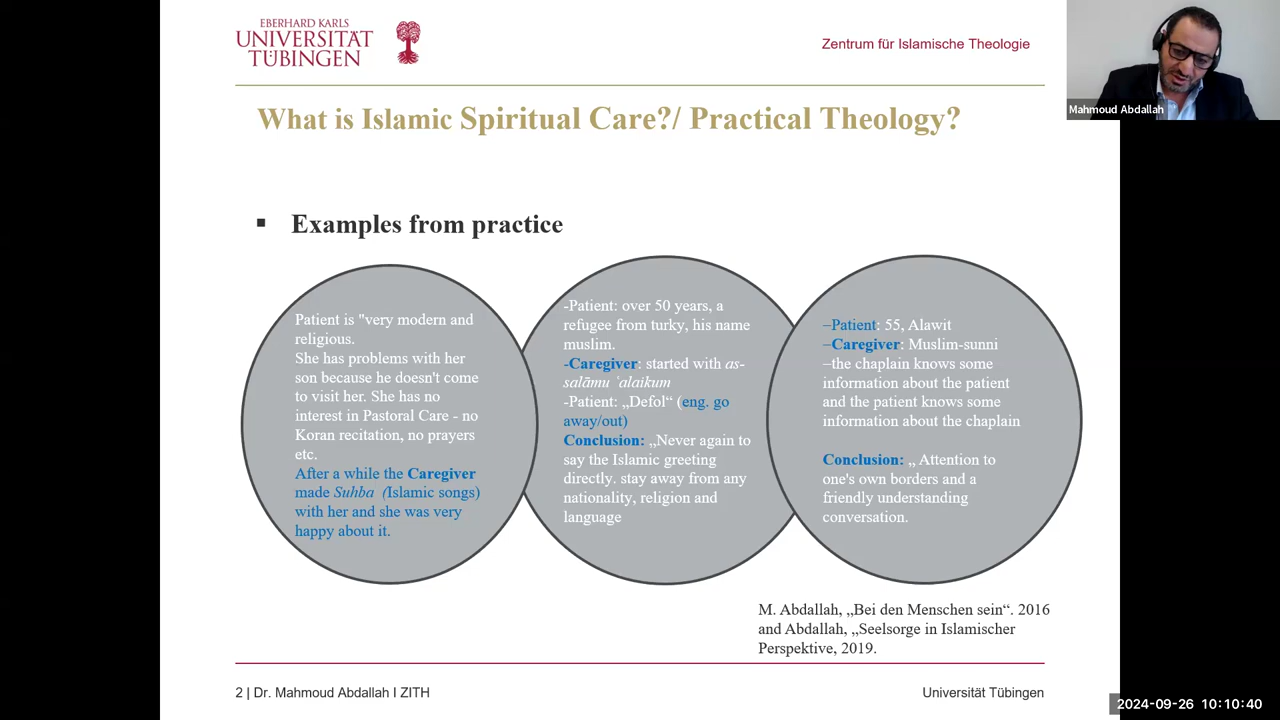 EBERHARD KARLS
UNIVERSITÄT
TÜBINGEN
Zentrum für Islamische Theologie
Mahmoud Abdallah
What is Islamic Spiritual Care?/ Practical Theology?
▪ Examples from practice
Patient is "very modern and
religious.
She has problems with her
son because he doesn't come
to visit her. She has no
interest in Pastoral Care - no
Koran recitation, no prayers
etc.
After a while the Caregiver
made Suhba (Islamic songs)
with her and she was very
happy about it.
-Patient: over 50 years, a
refugee from turky, his name
muslim.
-Caregiver: started with as-
salāmu ʿalaikum
-Patient: „Defol“ (eng. go
away/out)
Conclusion: „Never again to
say the Islamic greeting
directly. stay away from any
nationality, religion and
language
–Patient: 55, Alawit
–Caregiver: Muslim-sunni
–the chaplain knows some
information about the patient
and the patient knows some
information about the chaplain
Conclusion: „ Attention to
one's own borders and a
friendly understanding
conversation.
M. Abdallah, „Bei den Menschen sein“. 2016
and Abdallah, „Seelsorge in Islamischer
Perspektive, 2019.
2 | Dr. Mahmoud Abdallah I ZITH
Universität Tübingen
2024-09-26 10:10:40